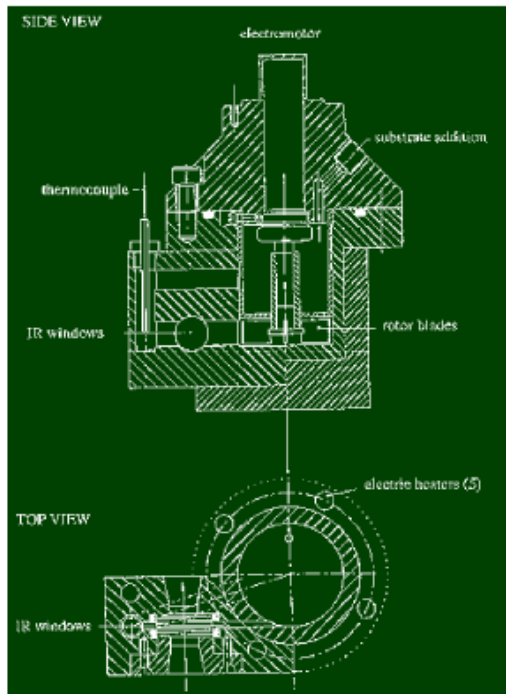 SIDE VIEW
electromotor
substrate addition
thermocouple
IR windows
rotor blades
electric heaters (5)
TOP VIEW
IR windows